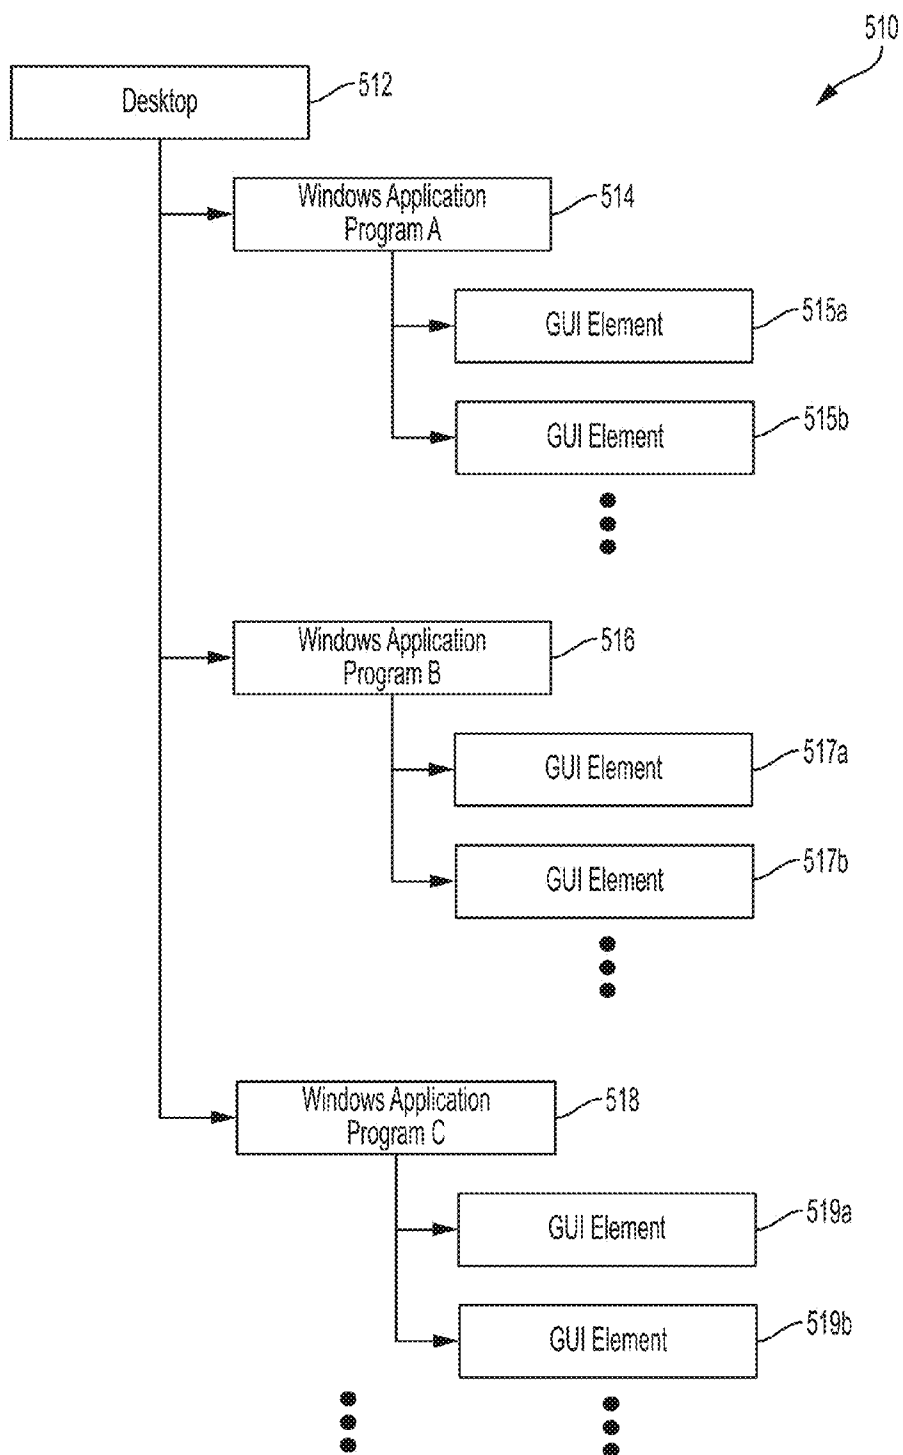 510
Desktop
512
Windows Application
Program A
514
GUI Element
515a
GUI Element
515b
Windows Application
Program B
516
GUI Element
517a
GUI Element
517b
Windows Application
Program C
518
GUI Element
519a
GUI Element
519b